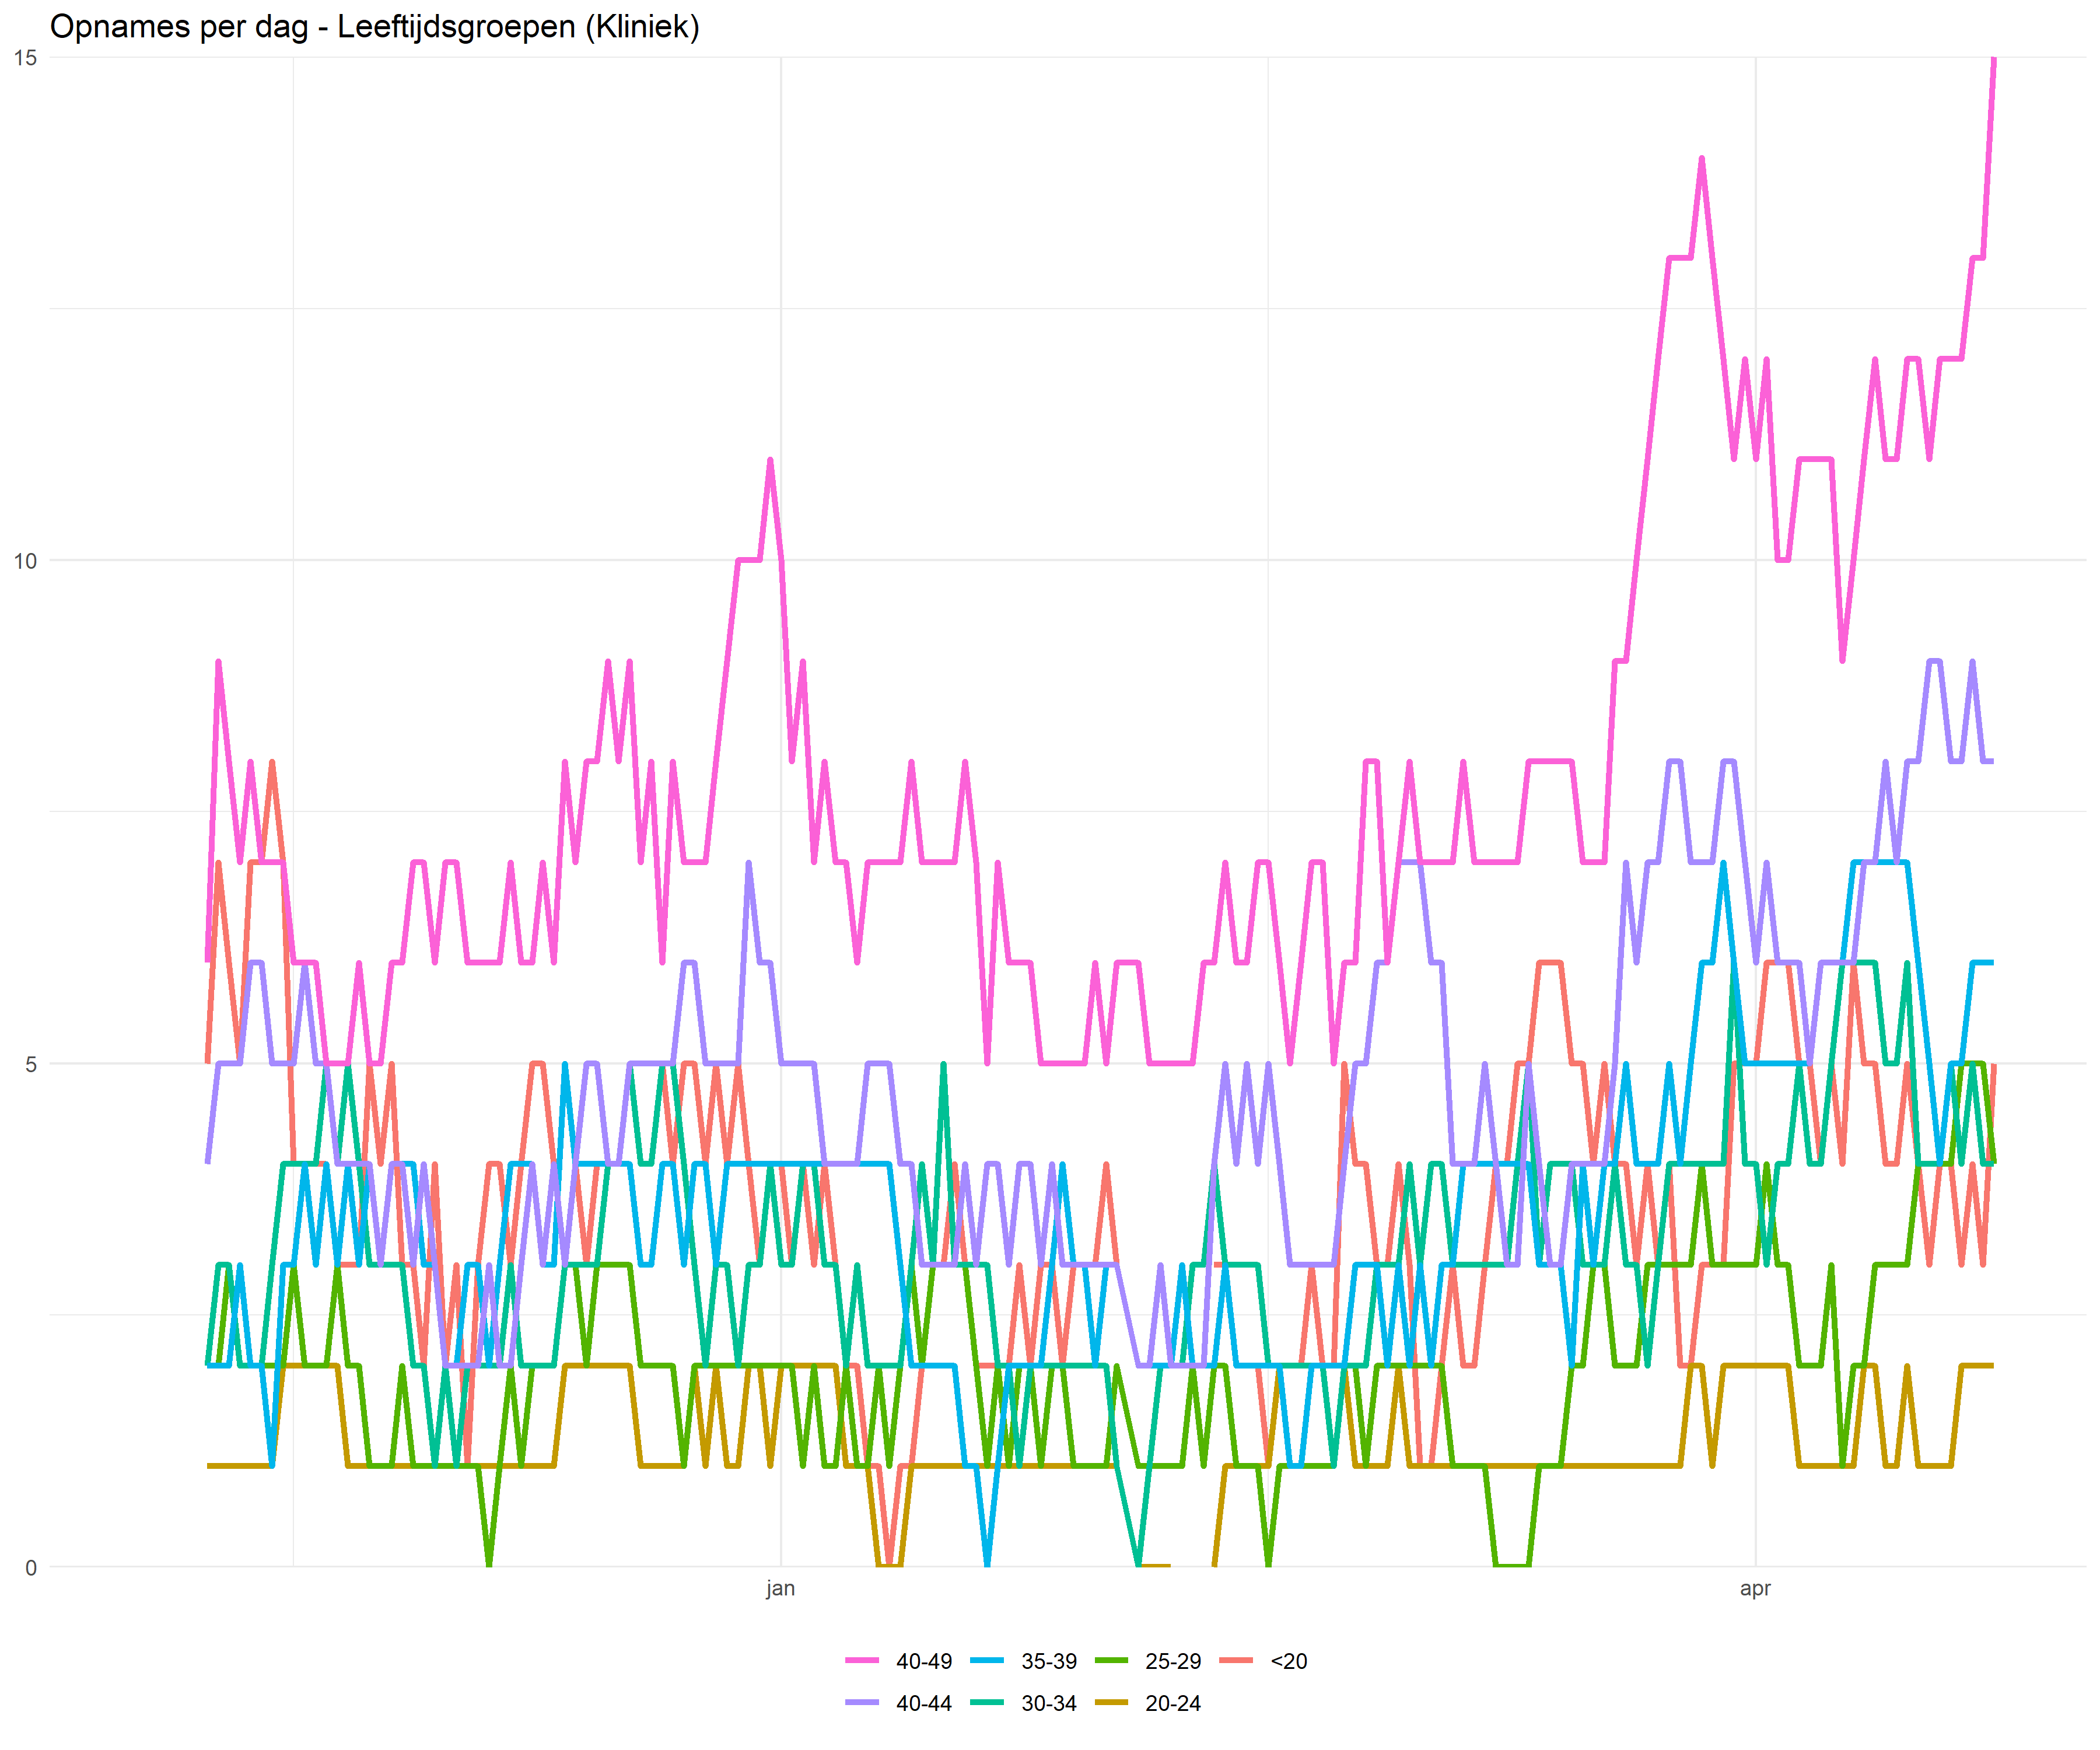 Opnames per dag - Leeftijdsgroepen (Kliniek)
15
10
5
0
jan apr
40-49 35-39 25-29 <20
40-44 30-34 20-24